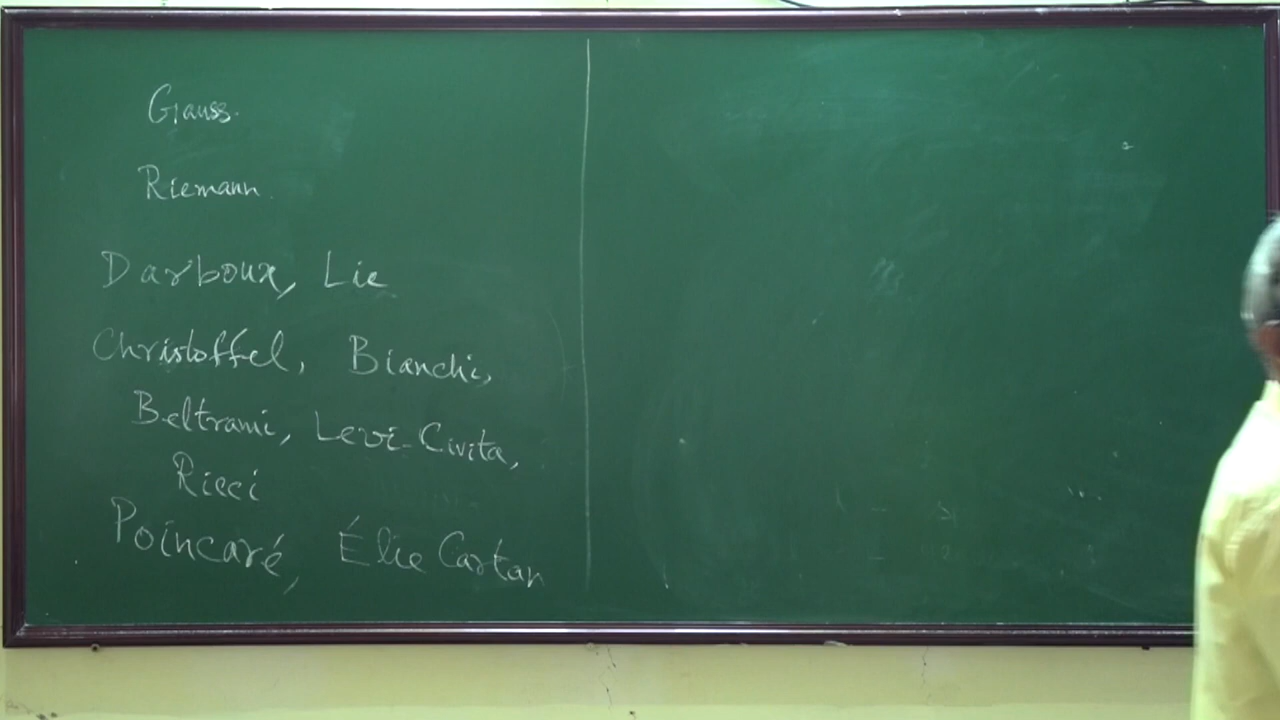 Gauss.
Riemann.
Darboux, Lie
Christoffel, Bianchi,
Beltrami, Levi-Civita,
Ricci
Poincaré, Élie Cartan